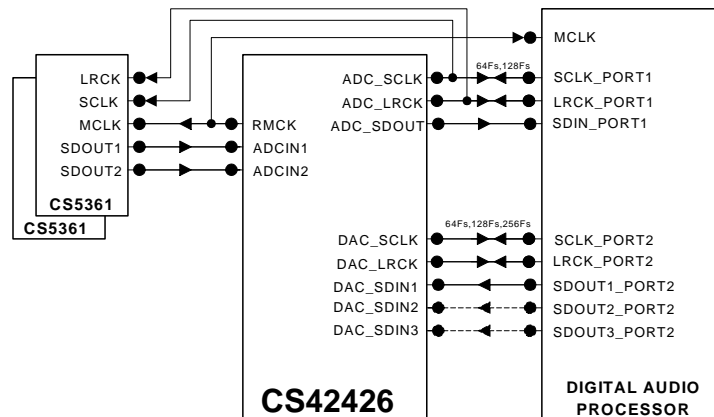 MCLK
64Fs,128Fs
LRCK
ADC_SCLK
SCLK_PORT1
SCLK
ADC_LRCK
LRCK_PORT1
MCLK
RMCK
ADC_SDOUT
SDIN_PORT1
SDOUT1
ADCIN1
SDOUT2
ADCIN2
CS5361
CS5361
64Fs,128Fs,256Fs
DAC_SCLK
SCLK_PORT2
DAC_LRCK
LRCK_PORT2
DAC_SDIN1
SDOUT1_PORT2
DAC_SDIN2
SDOUT2_PORT2
DAC_SDIN3
SDOUT3_PORT2
CS42426
DIGITAL AUDIO
PROCESSOR